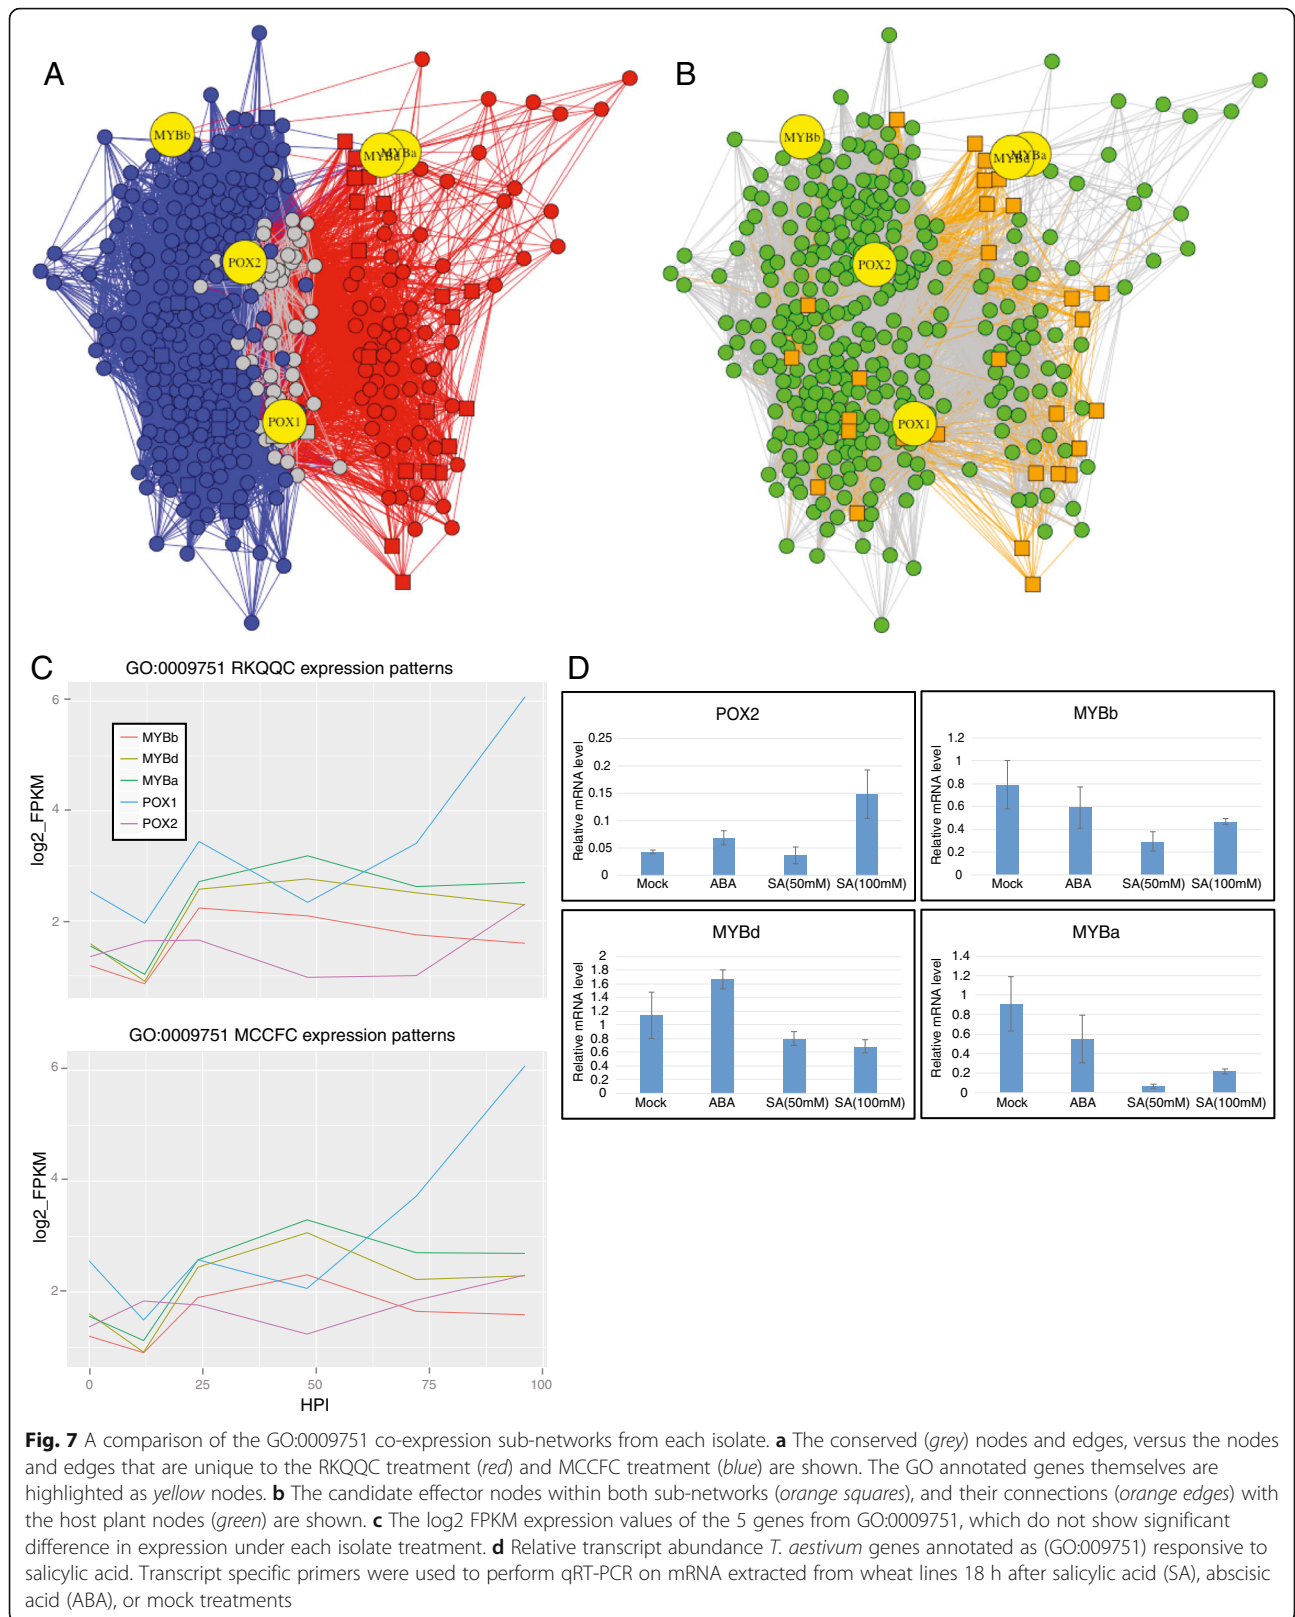 A
B
MYBb
MYBd
MYBa
POX2
POX1
MYBb
MYBd
MYBa
POX2
POX1
C
GO:0009751 RKQQC expression patterns
6
4
2
log2_FPKM
MYBb
MYBd
MYBa
POX1
POX2
GO:0009751 MCCFC expression patterns
6
4
2
log2_FPKM
0
25
50
75
100
HPI
D
POX2
Relative mRNA level
0.25
0.2
0.15
0.1
0.05
0
Mock ABA SA(50mM) SA(100mM)
MYBb
Relative mRNA level
1.2
1
0.8
0.6
0.4
0.2
0
Mock ABA SA(50mM) SA(100mM)
MYBd
Relative mRNA level
2
1.8
1.6
1.4
1.2
1
0.8
0.6
0.4
0.2
0
Mock ABA SA(50mM) SA(100mM)
MYBa
Relative mRNA level
1.4
1.2
1
0.8
0.6
0.4
0.2
0
Mock ABA SA(50mM) SA(100mM)
Fig. 7 A comparison of the GO:0009751 co-expression sub-networks from each isolate. a The conserved (grey) nodes and edges, versus the nodes
and edges that are unique to the RKQQC treatment (red) and MCCFC treatment (blue) are shown. The GO annotated genes themselves are
highlighted as yellow nodes. b The candidate effector nodes within both sub-networks (orange squares), and their connections (orange edges) with
the host plant nodes (green) are shown. c The log2 FPKM expression values of the 5 genes from GO:0009751, which do not show significant
difference in expression under each isolate treatment. d Relative transcript abundance T. aestivum genes annotated as (GO:009751) responsive to
salicylic acid. Transcript specific primers were used to perform qRT-PCR on mRNA extracted from wheat lines 18 h after salicylic acid (SA), abscisic
acid (ABA), or mock treatments